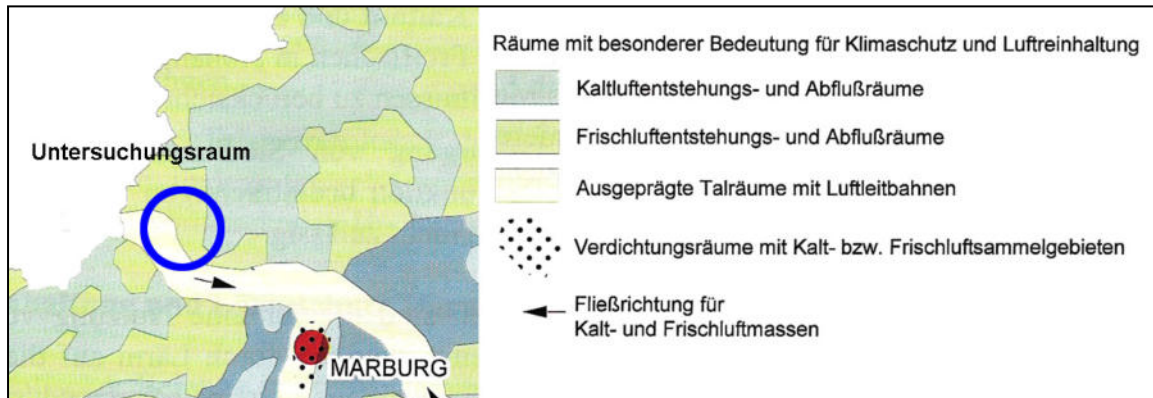 Untersuchungsraum
MARBURG
Räume mit besonderer Bedeutung für Klimaschutz und Luftreinhaltung
Kaltluftentstehungs- und Abflußräume
Frischluftentstehungs- und Abflußräume
Ausgeprägte Talräume mit Luftleitbahnen
Verdichtungsräume mit Kalt- bzw. Frischluftsammelgebieten
Fließrichtung für
Kalt- und Frischluftmassen